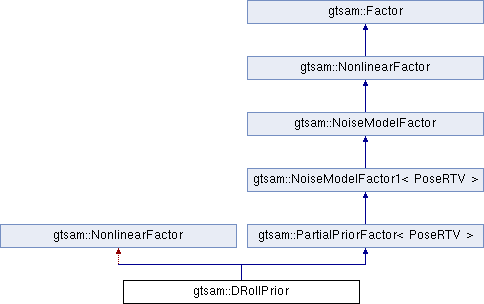 gtsam::Factor
gtsam::NonlinearFactor
gtsam::NoiseModelFactor
gtsam::NoiseModelFactor1< PoseRTV >
gtsam::NonlinearFactor
gtsam::PartialPriorFactor< PoseRTV >
gtsam::DRollPrior